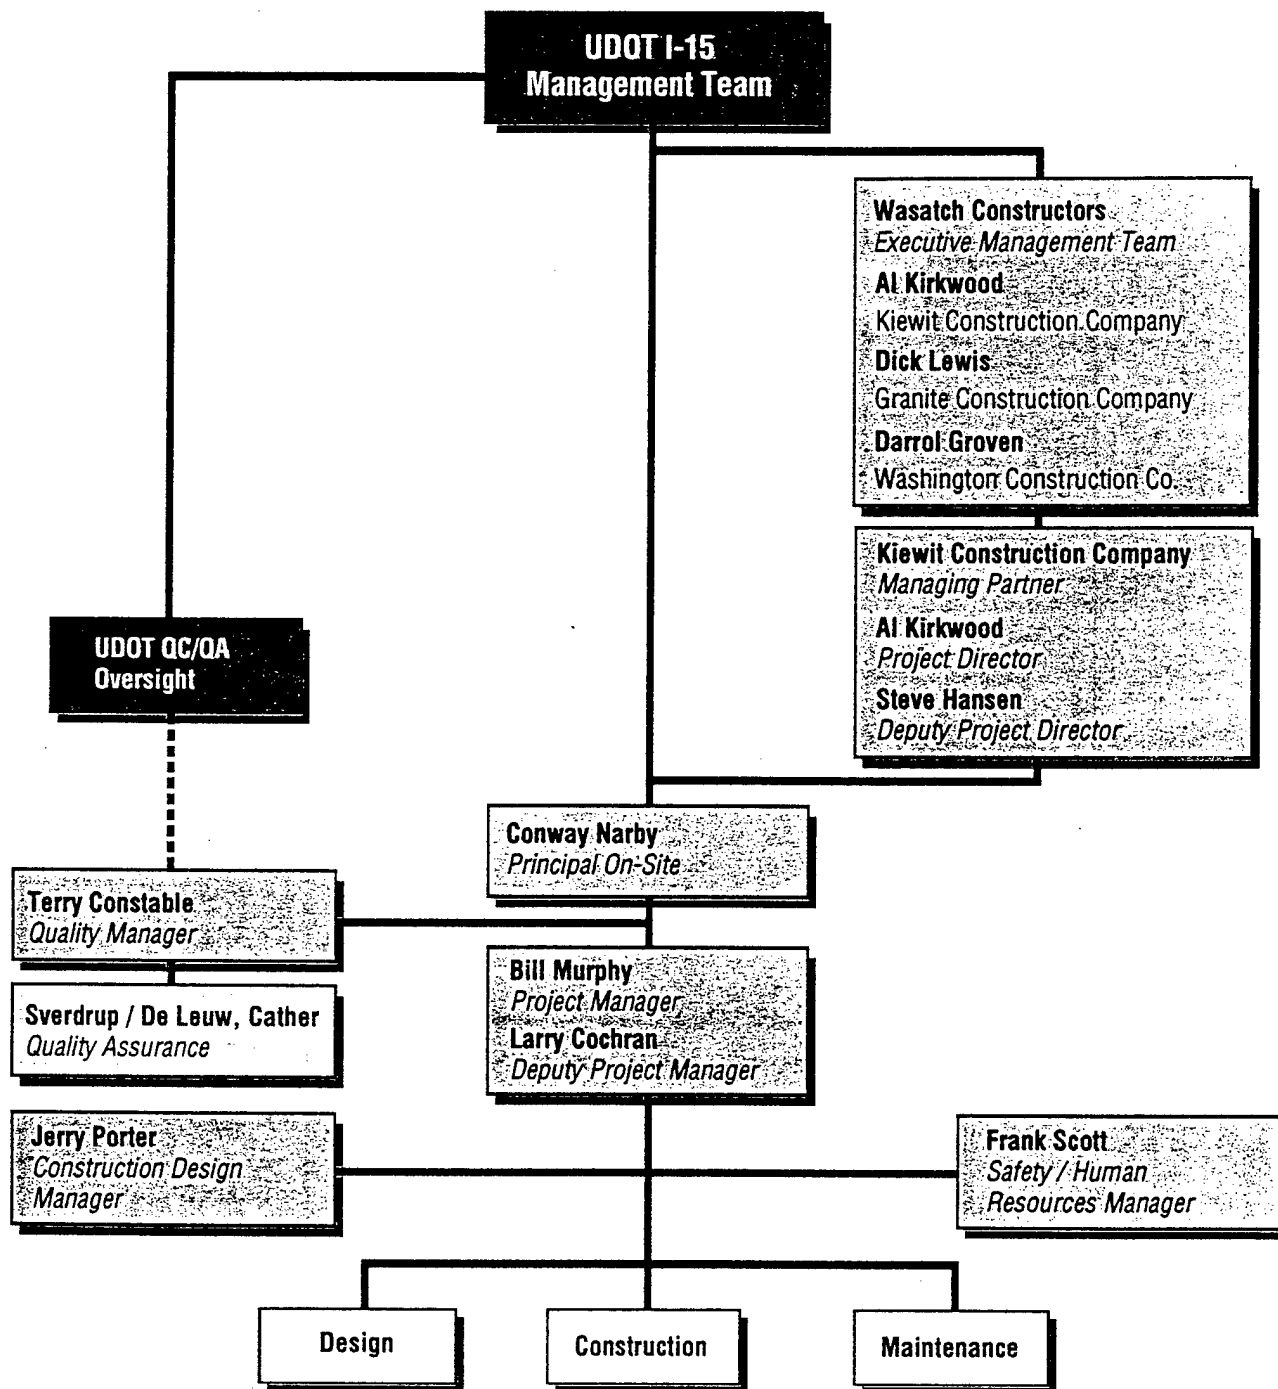 UDOT I-15
Management Team
Wasatch Constructors
Executive Management Team
Al Kirkwood
Kiewit Construction Company
Dick Lewis
Granite Construction Company
Darrol Groven
Washington Construction Co.
Kiewit Construction Company
Managing Partner
Al Kirkwood
Project Director
Steve Hansen
Deputy Project Director
UDOT QC/QA
Oversight
Conway Narby
Principal On-Site
Terry Constable
Quality Manager
Sverdrup / De Leuw, Cather
Quality Assurance
Bill Murphy
Project Manager
Larry Cochran
Deputy Project Manager
Jerry Porter
Construction Design
Manager
Frank Scott
Safety / Human
Resources Manager
Design
Construction
Maintenance